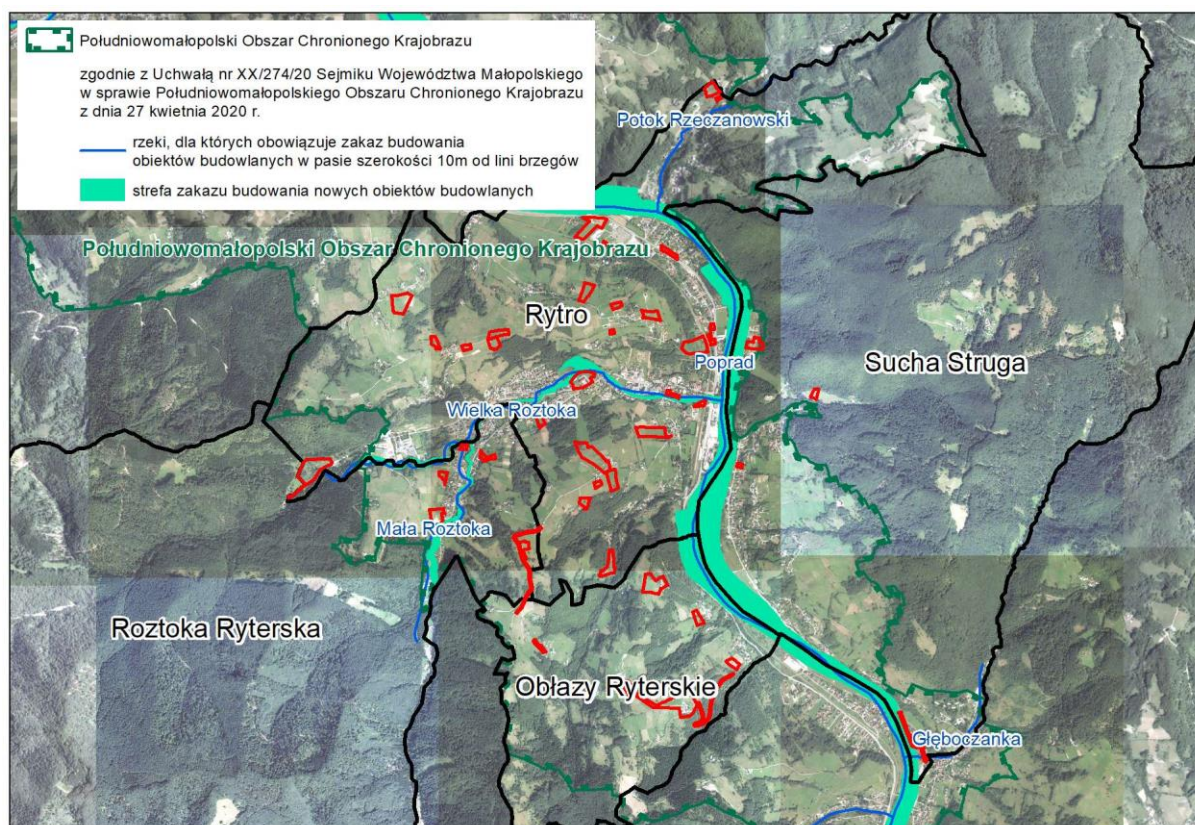 Południowomałopolski Obszar Chronionego Krajobrazu
zgodnie z Uchwałą nr XX/274/20 Sejmiku Województwa Małopolskiego
w sprawie Południowomałopolskiego Obszaru Chronionego Krajobrazu
z dnia 27 kwietnia 2020 r.
rzeki, dla których obowiązuje zakaz budowania
obiektów budowlanych w pasie szerokości 10m od lini brzegów
strefa zakazu budowania nowych obiektów budowlanych
Potok Rzeczanowski
Południowomałopolski Obszar Chronionego Krajobrazu
Rytro
Poprad
Sucha Struga
Wielka Roztoka
Mała Roztoka
Roztoka Ryterska
Obłazy Ryterskie
Głęboczanka